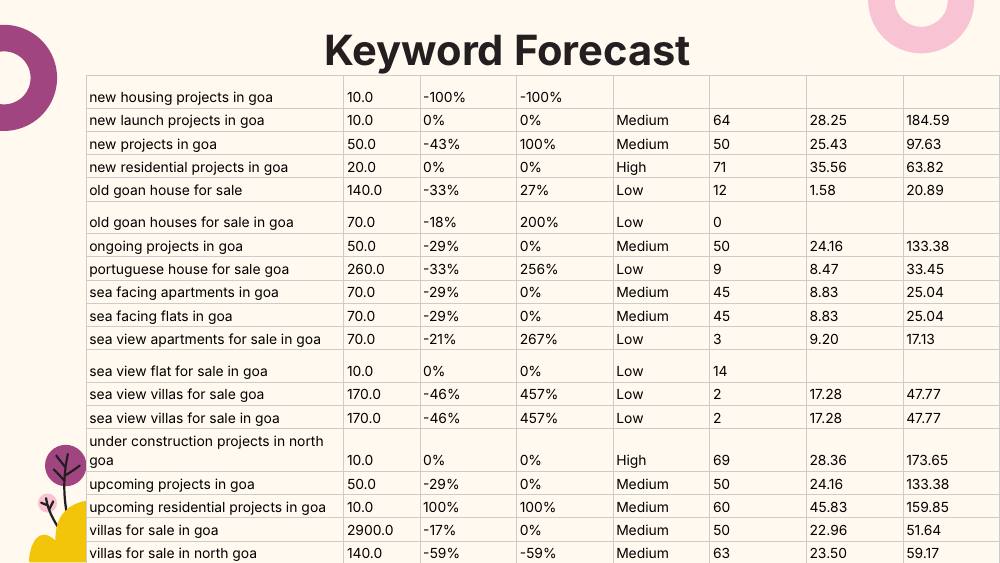 Keyword Forecast
new housing projects in goa 10.0 -100% -100%
new launch projects in goa 10.0 0% 0% Medium 64 28.25 184.59
new projects in goa 50.0 -43% 100% Medium 50 25.43 97.63
new residential projects in goa 20.0 0% 0% High 71 35.56 63.82
old goan house for sale 140.0 -33% 27% Low 12 1.58 20.89
old goan houses for sale in goa 70.0 -18% 200% Low 0
ongoing projects in goa 50.0 -29% 0% Medium 50 24.16 133.38
portuguese house for sale goa 260.0 -33% 256% Low 9 8.47 33.45
sea facing apartments in goa 70.0 -29% 0% Medium 45 8.83 25.04
sea facing flats in goa 70.0 -29% 0% Medium 45 8.83 25.04
sea view apartments for sale in goa 70.0 -21% 267% Low 3 9.20 17.13
sea view flat for sale in goa 10.0 0% 0% Low 14
sea view villas for sale goa 170.0 -46% 457% Low 2 17.28 47.77
sea view villas for sale in goa 170.0 -46% 457% Low 2 17.28 47.77
under construction projects in north
goa 10.0 0% 0% High 69 28.36 173.65
upcoming projects in goa 50.0 -29% 0% Medium 50 24.16 133.38
upcoming residential projects in goa 10.0 100% 100% Medium 60 45.83 159.85
villas for sale in goa 2900.0 -17% 0% Medium 50 22.96 51.64
villas for sale in north goa 140.0 -59% -59% Medium 63 23.50 59.17